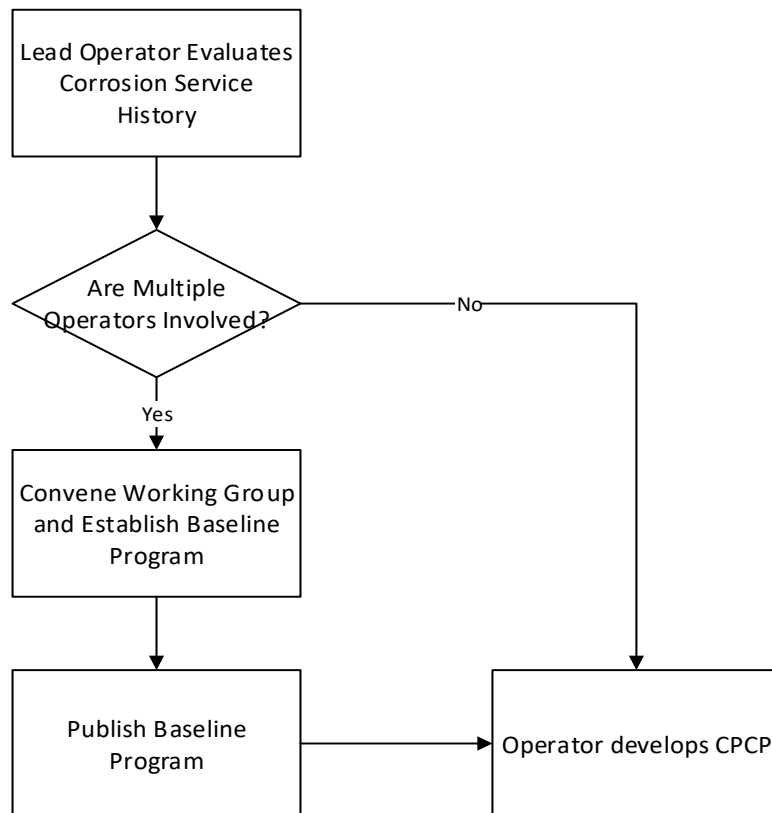 Lead Operator Evaluates
Corrosion Service
History
Are Multiple
Operators Involved?
No
Yes
Convene Working Group
and Establish Baseline
Program
Publish Baseline
Program
Operator develops CPCP